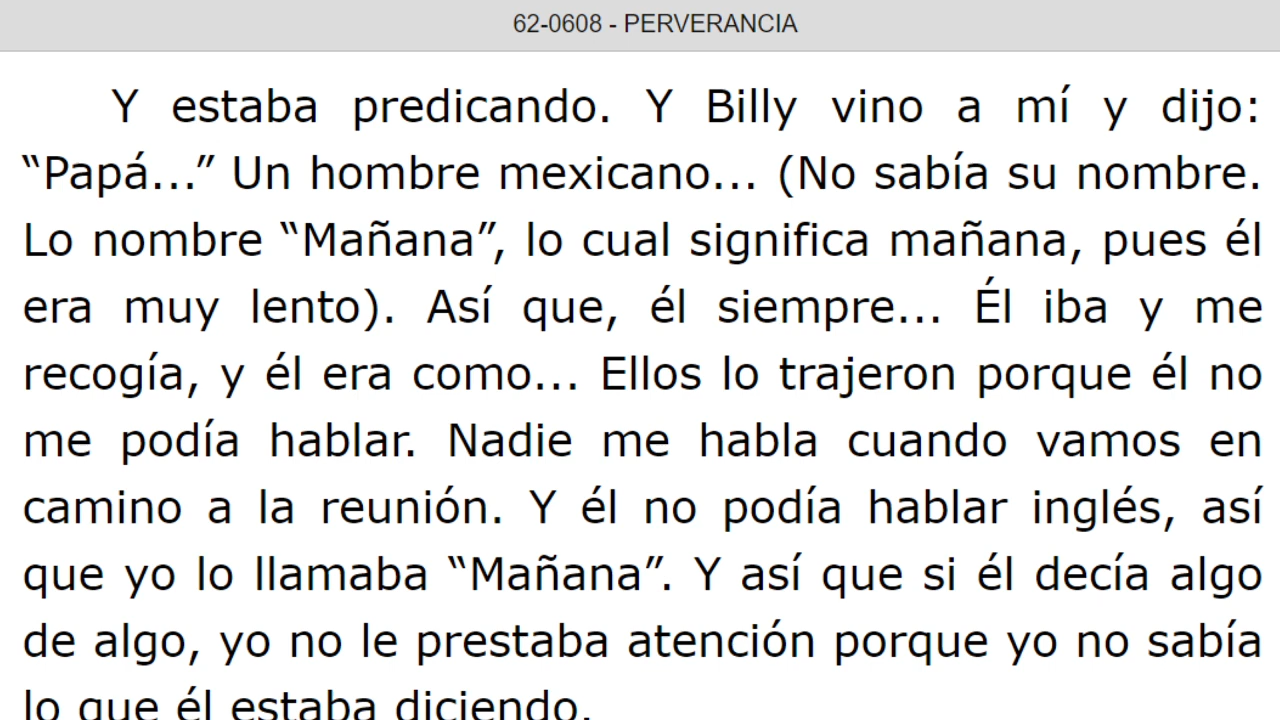 62-0608 - PERVERANCIA
Y estaba predicando. Y Billy vino a mí y dijo:
“Papá...” Un hombre mexicano... (No sabía su nombre.
Lo nombre “Mañana”, lo cual significa mañana, pues él
era muy lento). Así que, él siempre... Él iba y me
recogía, y él era como... Ellos lo trajeron porque él no
me podía hablar. Nadie me habla cuando vamos en
camino a la reunión. Y él no podía hablar inglés, así
que yo lo llamaba “Mañana”. Y así que si él decía algo
de algo, yo no le prestaba atención porque yo no sabía
lo que él estaba diciendo.